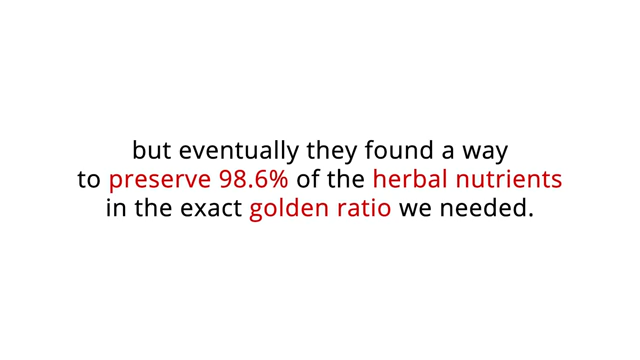 but eventually they found a way
to preserve 98.6% of the herbal nutrients
in the exact golden ratio we needed.